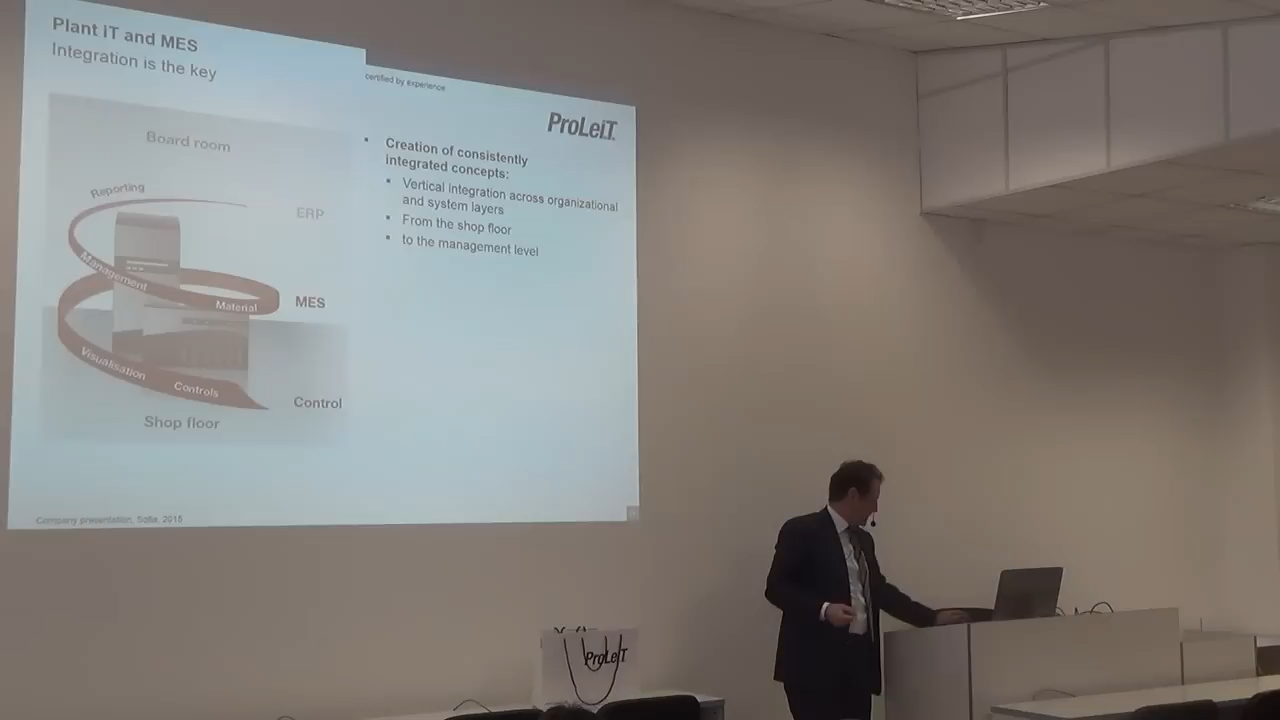 Plant iT and MES
Integration is the key
certified by experience
ProLeiT
Board room
Reporting
ERP
Management
Material
MES
Visualisation
Controls
Control
Shop floor
Creation of consistently
integrated concepts:
Vertical integration across organizational
and system layers
From the shop floor
to the management level
Company presentation, Sofia, 2015
ProLeiT